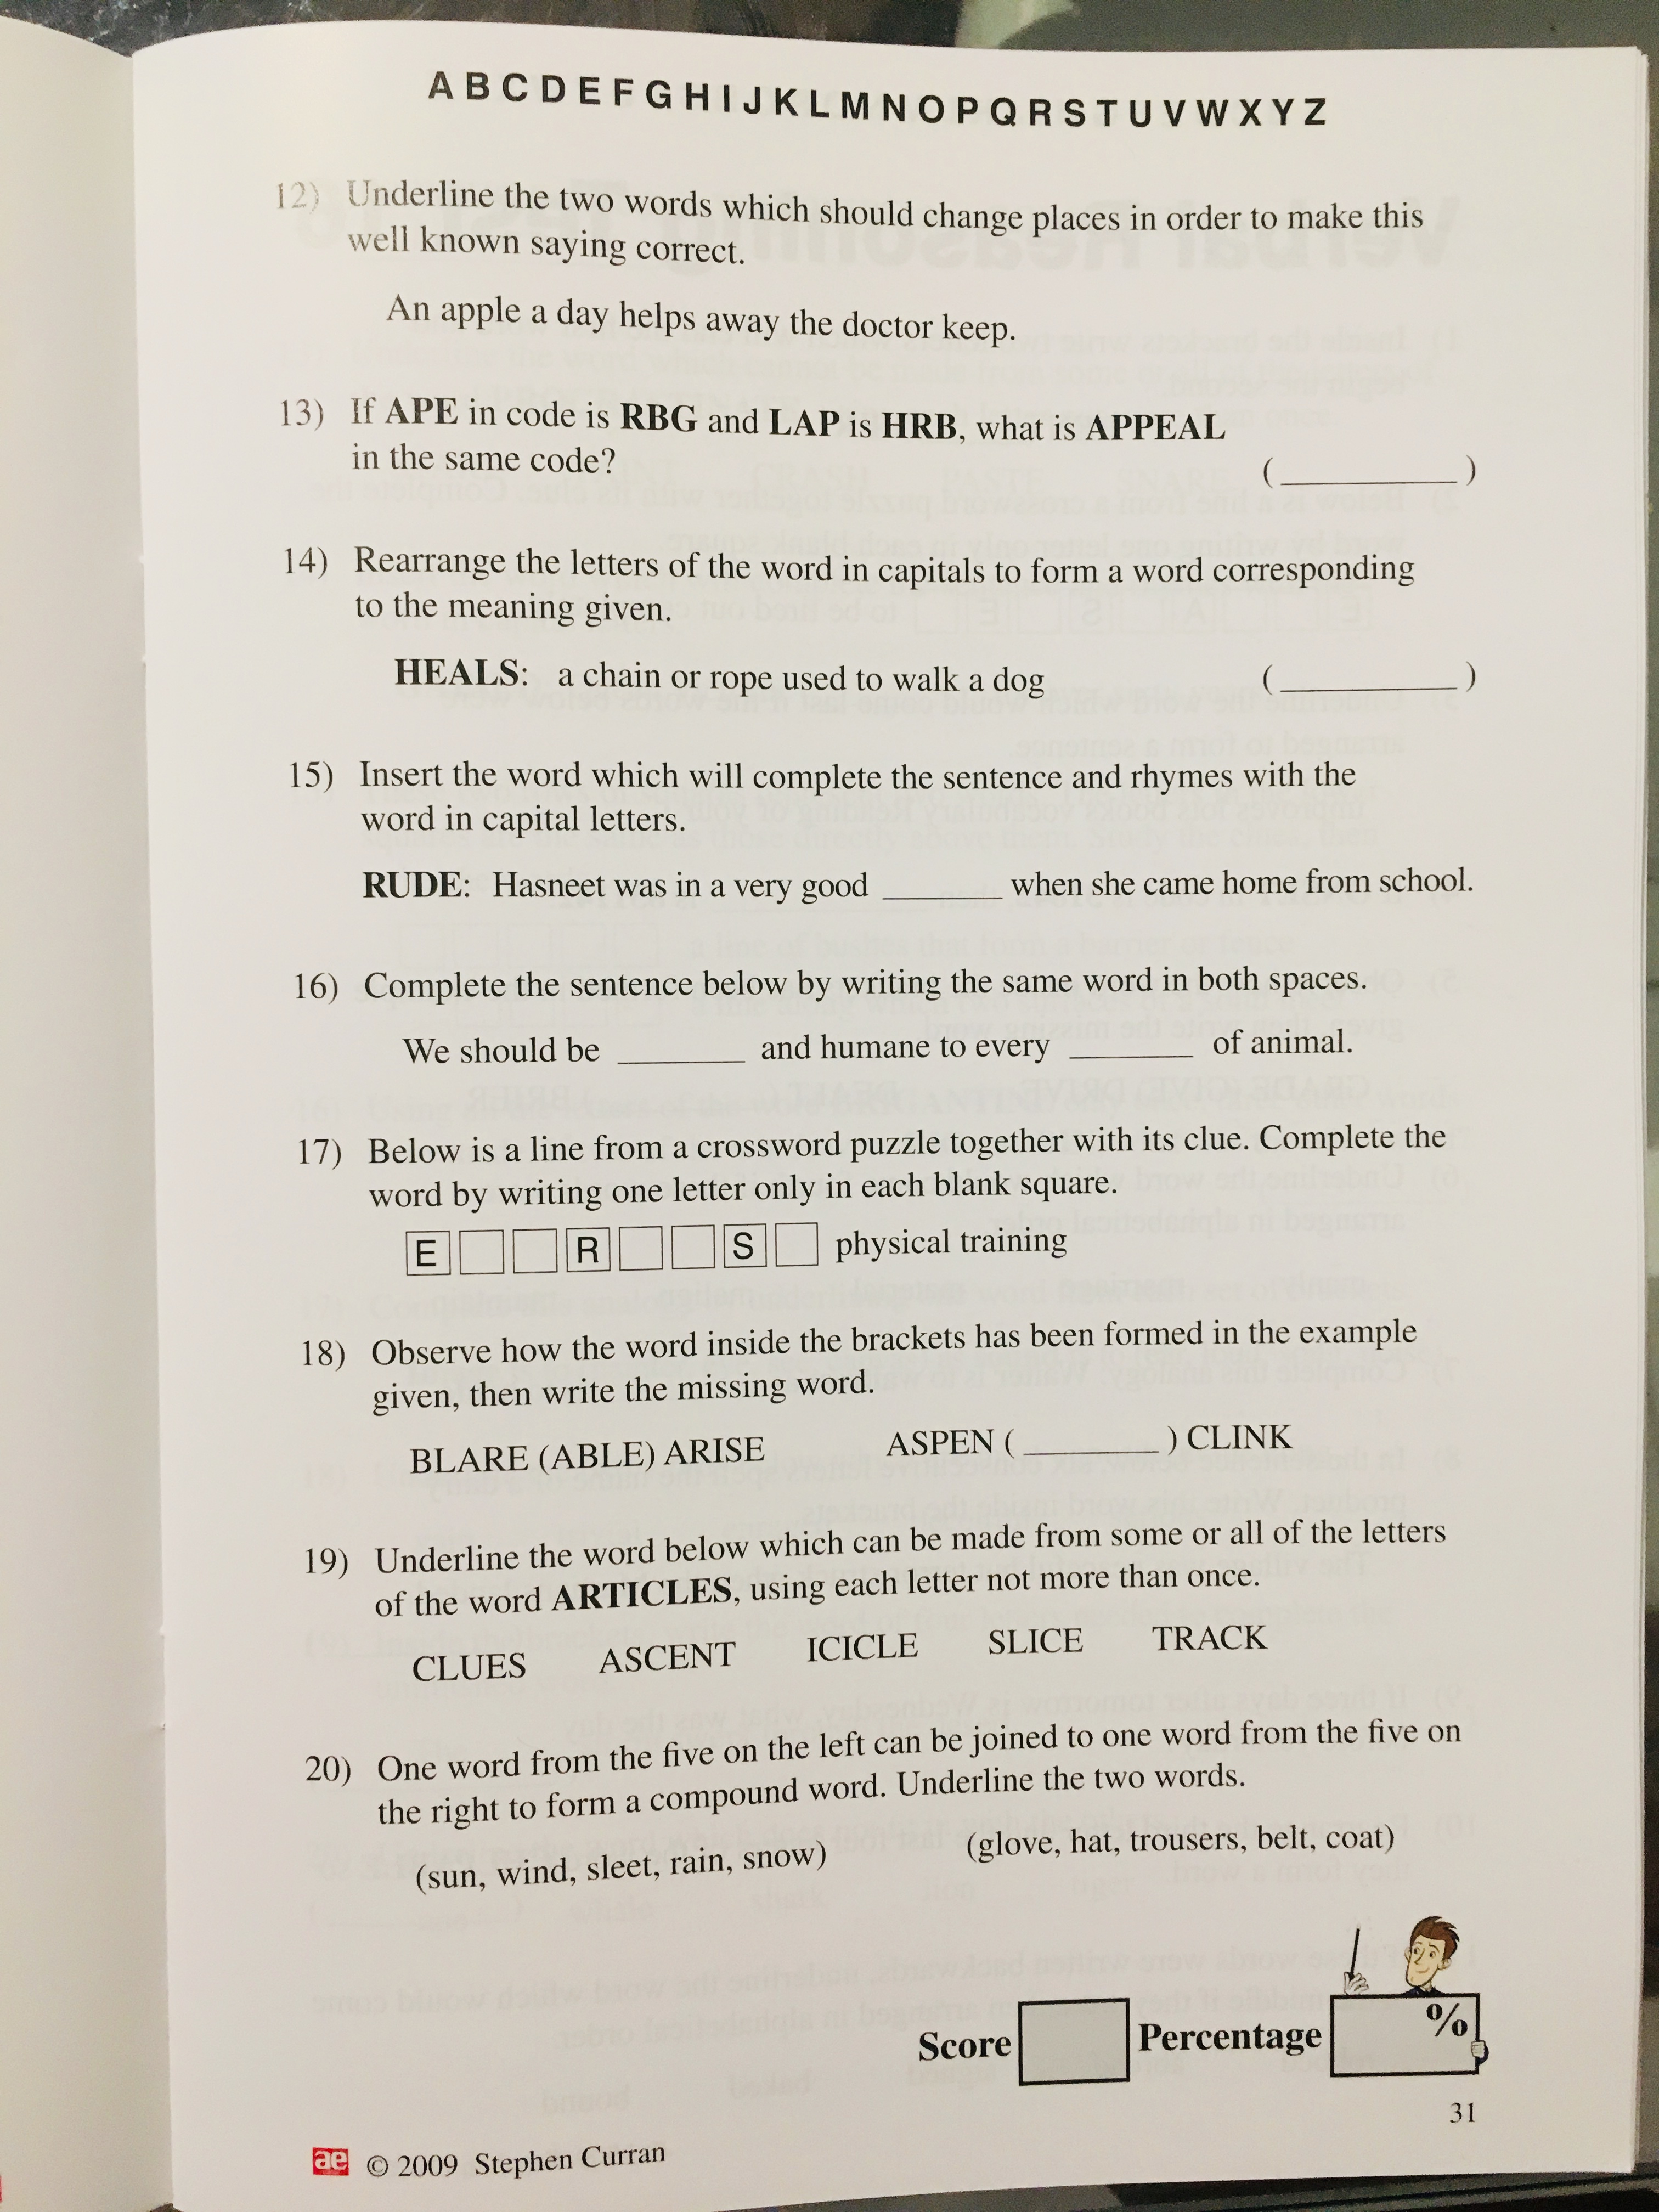 A B C D E F G H I J K L M N O P Q R S T U V W X Y Z
12) Underline the two words which should change places in order to make this
well known saying correct.
An apple a day helps away the doctor keep.
13) If APE in code is RBG and LAP is HRB, what is APPEAL
in the same code?
(__________)
14) Rearrange the letters of the word in capitals to form a word corresponding
to the meaning given.
HEALS: a chain or rope used to walk a dog (__________)
15) Insert the word which will complete the sentence and rhymes with the
word in capital letters.
RUDE: Hasneet was in a very good _______ when she came home from school.
16) Complete the sentence below by writing the same word in both spaces.
We should be _______ and humane to every _______ of animal.
17) Below is a line from a crossword puzzle together with its clue. Complete the
word by writing one letter only in each blank square.
E R S physical training
18) Observe how the word inside the brackets has been formed in the example
given, then write the missing word.
BLARE (ABLE) ARISE ASPEN ( _______ ) CLINK
19) Underline the word below which can be made from some or all of the letters
of the word ARTICLES, using each letter not more than once.
CLUES ASCENT ICICLE SLICE TRACK
20) One word from the five on the left can be joined to one word from the five on
the right to form a compound word. Underline the two words.
(sun, wind, sleet, rain, snow) (glove, hat, trousers, belt, coat)
Score Percentage %
31
ae © 2009 Stephen Curran